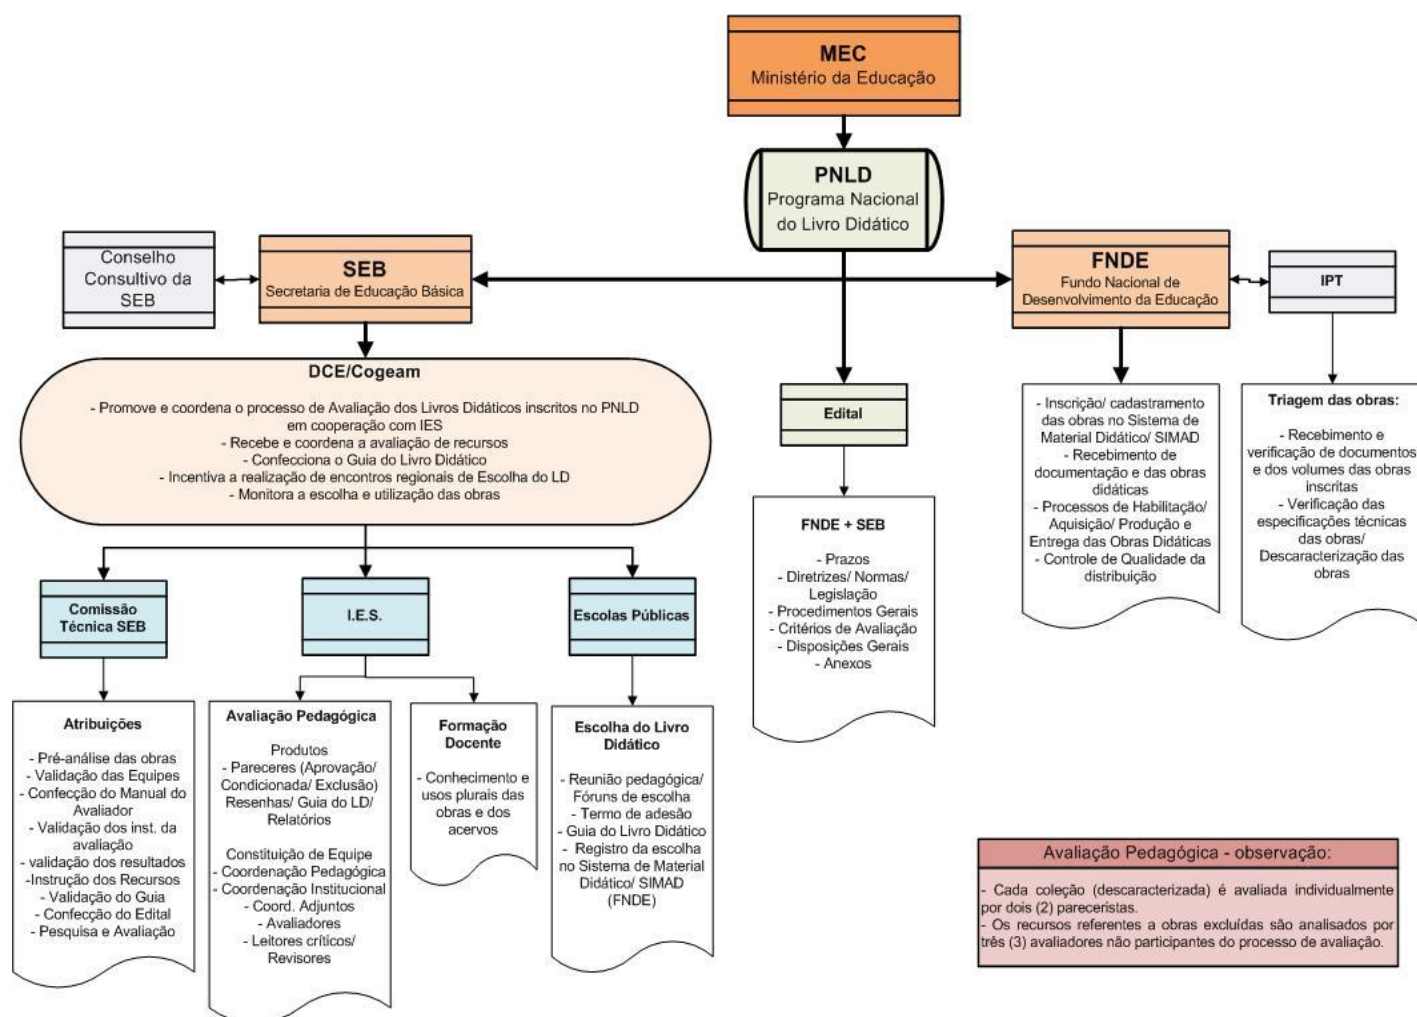 MEC
Ministério da Educação
PNLD
Programa Nacional
do Livro Didático
Conselho
Consultivo da
SEB
SEB
Secretaria de Educação Básica
FNDE
Fundo Nacional de
Desenvolvimento da Educação
IPT
DCE/Cogeam
- Promove e coordena o processo de Avaliação dos Livros Didáticos inscritos no PNLD
em cooperação com IES
- Recebe e coordena a avaliação de recursos
- Confecciona o Guia do Livro Didático
- Incentiva a realização de encontros regionais de Escolha do LD
- Monitora a escolha e utilização das obras
Edital
- Inscrição/ cadastramento
das obras no Sistema de
Material Didático/ SIMAD
- Recebimento de
documentação e das obras
didáticas
- Processos de Habilitação/
Aquisição/ Produção e
Entrega das Obras Didáticas
- Controle de Qualidade da
distribuição
Triagem das obras:
- Recebimento e
verificação de documentos
e dos volumes das obras
inscritas
- Verificação das
especificações técnicas
das obras/
Descaracterização das
obras
FNDE + SEB
- Prazos
- Diretrizes/ Normas/
Legislação
- Procedimentos Gerais
- Critérios de Avaliação
- Disposições Gerais
- Anexos
Comissão
Técnica SEB
I.E.S.
Escolas Públicas
Atribuições
- Pré-análise das obras
- Validação das Equipes
- Confecção do Manual do
Avaliador
- Validação dos inst. da
avaliação
- validação dos resultados
-Instrução dos Recursos
- Validação do Guia
- Confecção do Edital
- Pesquisa e Avaliação
Avaliação Pedagógica
Produtos
- Pareceres (Aprovação/
Condicionada/ Exclusão)
Resenhas/ Guia do LD/
Relatórios
Constituição de Equipe
- Coordenação Pedagógica
- Coordenação Institucional
- Coord. Adjuntos
- Avaliadores
- Leitores críticos/
Revisores
Formação
Docente
- Conhecimento e
usos plurais das
obras e dos
acervos
Escolha do Livro
Didático
- Reunião pedagógica/
Fóruns de escolha
- Termo de adesão
- Guia do Livro Didático
- Registro da escolha
no Sistema de Material
Didático/ SIMAD
(FNDE)
Avaliação Pedagógica - observação:
- Cada coleção (descaracterizada) é avaliada individualmente
por dois (2) pareceristas.
- Os recursos referentes a obras excluídas são analisados por
três (3) avaliadores não participantes do processo de avaliação.